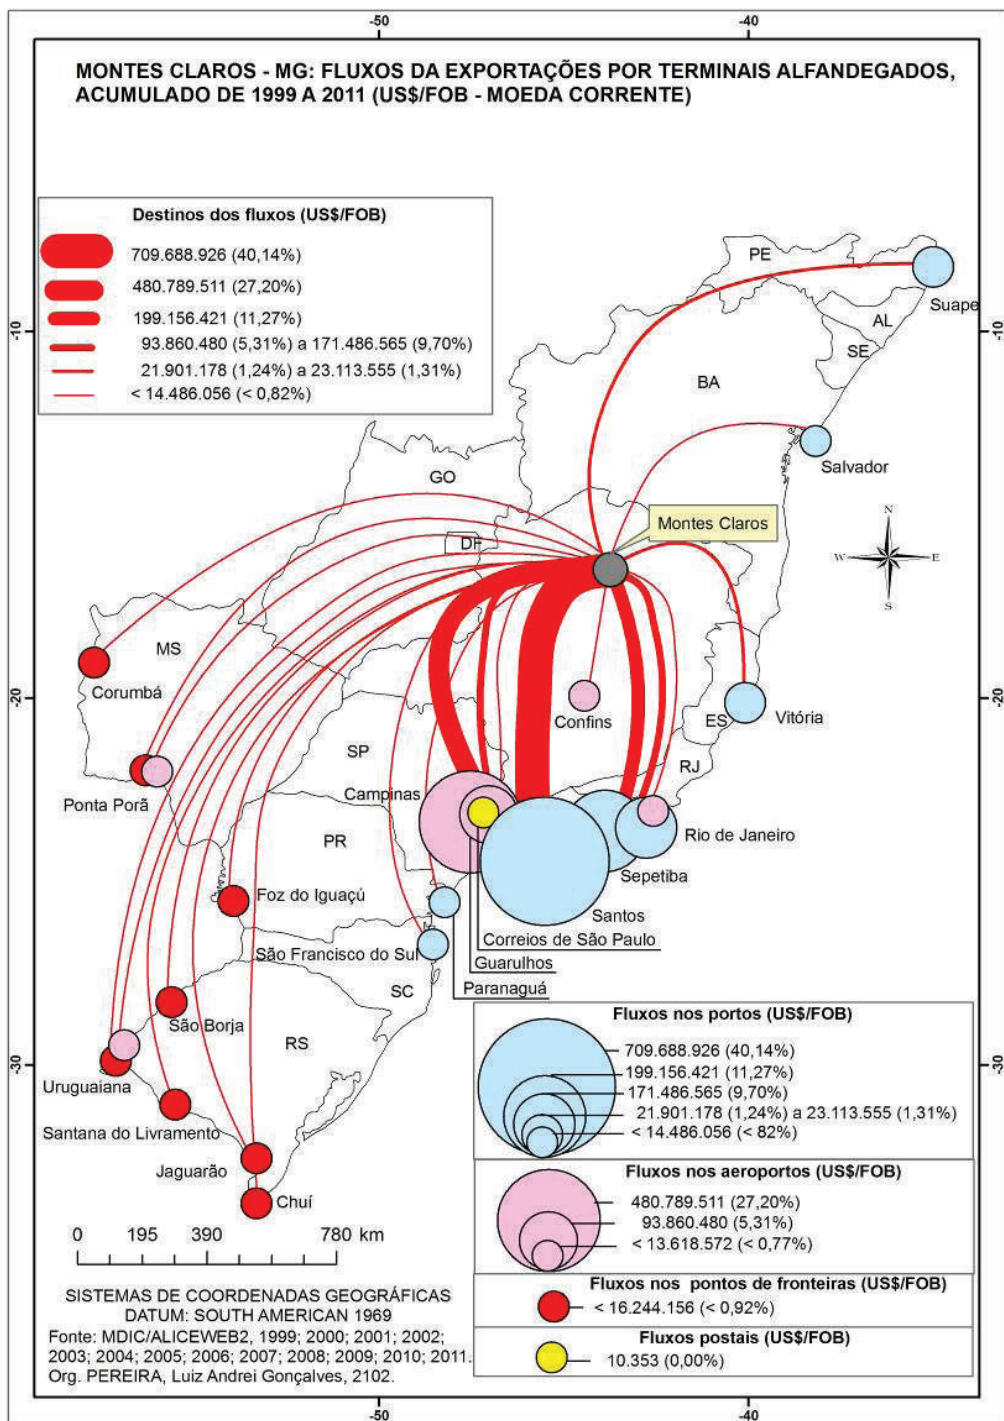 -50
-40
MONTES CLAROS - MG: FLUXOS DA EXPORTAÇÕES POR TERMINAIS ALFANDEGADOS,
ACUMULADO DE 1999 A 2011 (US$/FOB - MOEDA CORRENTE)
Destinos dos fluxos (US$/FOB)
709.688.926 (40,14%)
480.789.511 (27,20%)
199.156.421 (11,27%)
93.860.480 (5,31%) a 171.486.565 (9,70%)
21.901.178 (1,24%) a 23.113.555 (1,31%)
< 14.486.056 (< 0,82%)
PE
Suape
-10
-10
AL
SE
BA
Salvador
GO
Montes Claros
DF
N
W
E
S
MS
Corumbá
-20
-20
Confins
ES
Vitória
SP
RJ
Campinas
Ponta Porã
Rio de Janeiro
PR
Sepetiba
Foz do Iguaçú
Santos
Correios de São Paulo
São Francisco do Sul
Guarulhos
Paranaguá
SC
São Borja
RS
-30
-30
Uruguaiana
Santana do Livramento
Jaguarão
Chuí
Fluxos nos portos (US$/FOB)
709.688.926 (40,14%)
199.156.421 (11,27%)
171.486.565 (9,70%)
21.901.178 (1,24%) a 23.113.555 (1,31%)
< 14.486.056 (< 82%)
Fluxos nos aeroportos (US$/FOB)
480.789.511 (27,20%)
93.860.480 (5,31%)
< 13.618.572 (< 0,77%)
Fluxos nos pontos de fronteiras (US$/FOB)
< 16.244.156 (< 0,92%)
Fluxos postais (US$/FOB)
10.353 (0,00%)
0 195 390 780 km
SISTEMAS DE COORDENADAS GEOGRÁFICAS
DATUM: SOUTH AMERICAN 1969
Fonte: MDIC/ALICEWEB2, 1999; 2000; 2001; 2002;
2003; 2004; 2005; 2006; 2007; 2008; 2009; 2010; 2011.
Org. PEREIRA, Luiz Andrei Gonçalves, 2102.
-50
-40